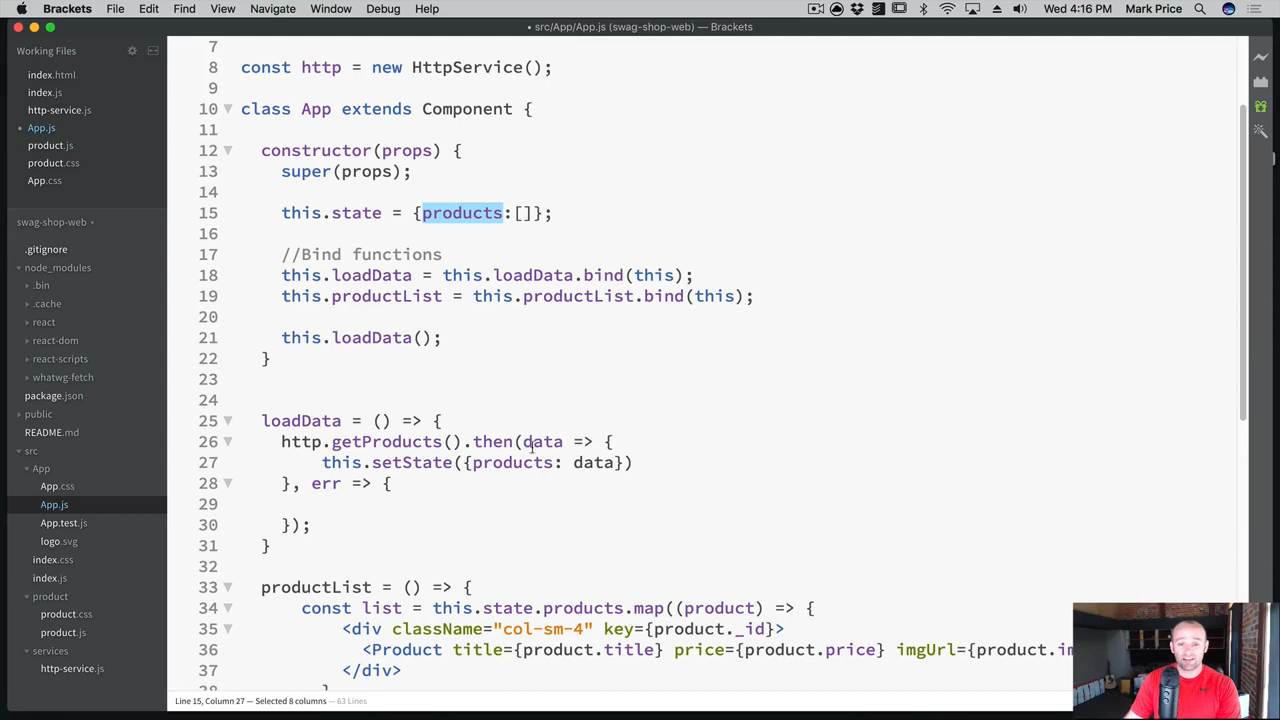 Brackets File Edit Find View Navigate Window Debug Help Wed 4:16 PM Mark Price
• src/App/App.js (swag-shop-web) — Brackets
Working Files
index.html
index.js
http-service.js
• App.js
product.js
product.css
App.css
swag-shop-web
.gitignore
node_modules
.bin
.cache
react
react-dom
react-scripts
whatwg-fetch
package.json
public
README.md
src
App
App.css
App.js
App.test.js
logo.svg
index.css
index.js
product
product.css
product.js
services
http-service.js
7
8 const http = new HttpService();
9
10 class App extends Component {
11
12 constructor(props) {
13 super(props);
14
15 this.state = {products:[]};
16
17 //Bind functions
18 this.loadData = this.loadData.bind(this);
19 this.productList = this.productList.bind(this);
20
21 this.loadData();
22 }
23
24
25 loadData = () => {
26 http.getProducts().then(data => {
27 this.setState({products: data})
28 }, err => {
29
30 });
31 }
32
33 productList = () => {
34 const list = this.state.products.map((product) => {
35 <div className="col-sm-4" key={product._id}>
36 <Product title={product.title} price={product.price} imgUrl={product.im
37 </div>
38
Line 15, Column 27 — Selected 8 columns — 63 Lines